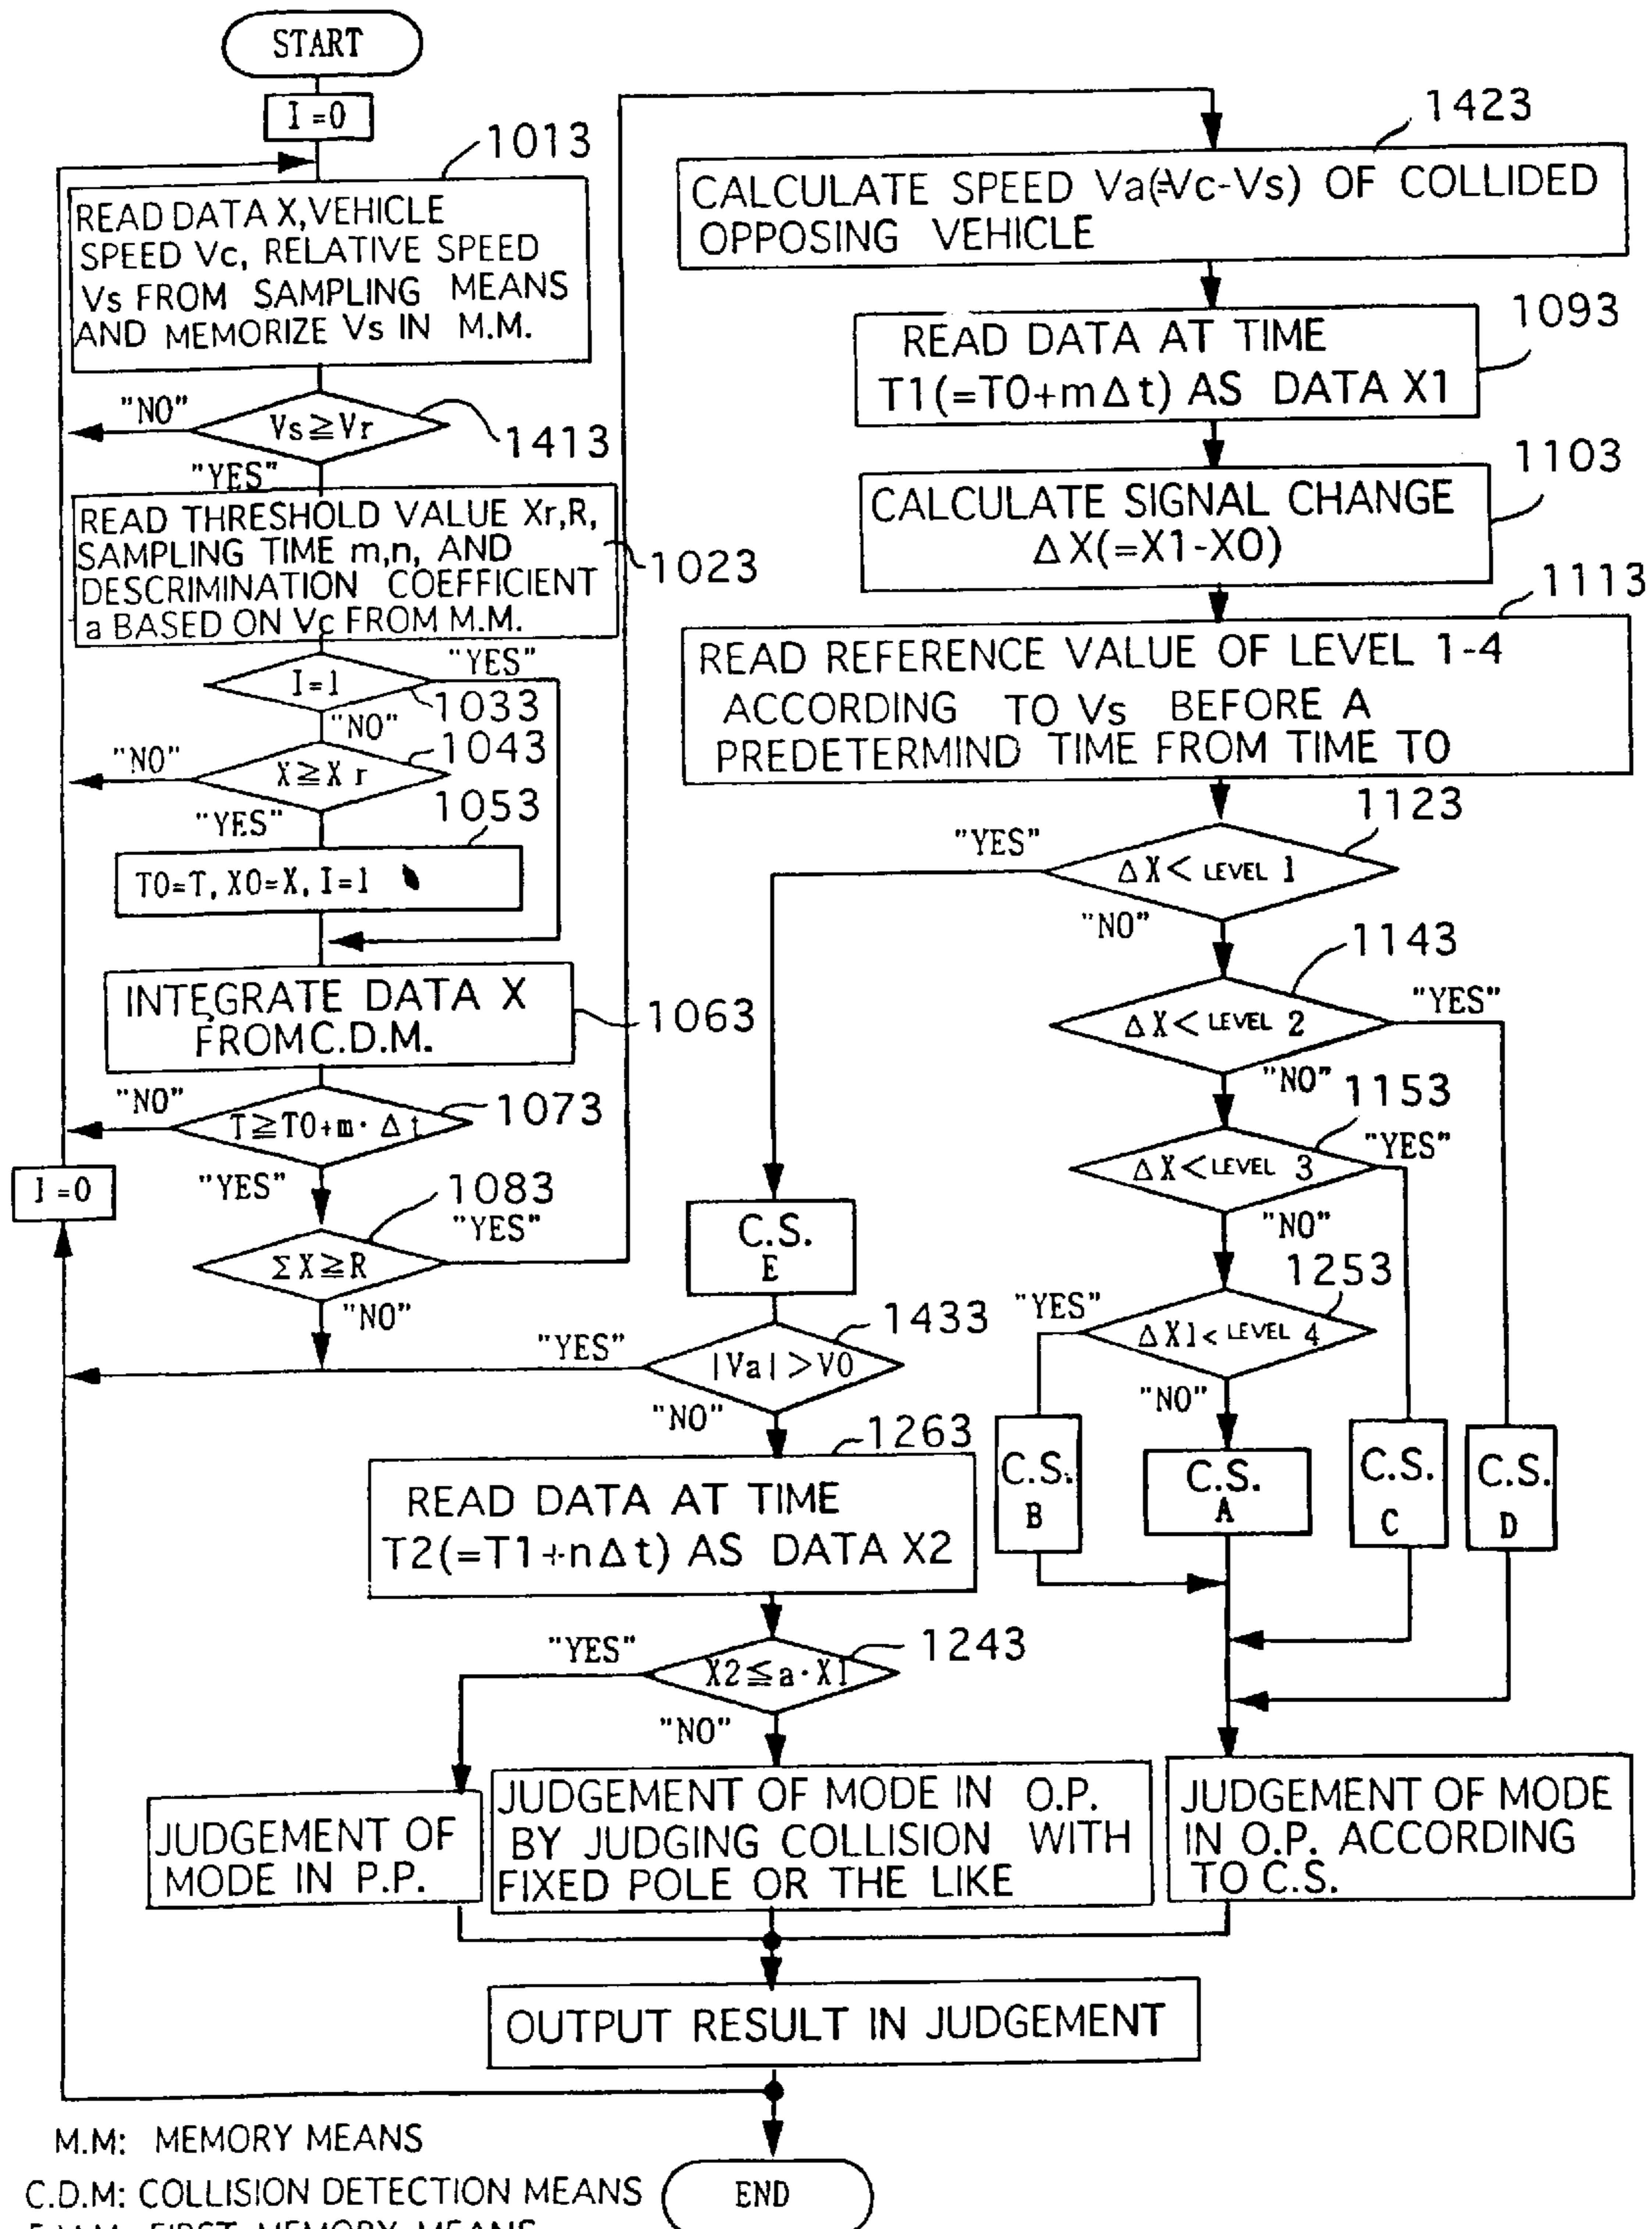 START
I=0
1013
READ DATA X,VEHICLE
SPEED Vc, RELATIVE SPEED
Vs FROM SAMPLING MEANS
AND MEMORIZE Vs IN M.M.
"NO"
Vs≧Vr
1413
"YES"
READ THRESHOLD VALUE Xr,R,
SAMPLING TIME m,n, AND
DESCRIMINATION COEFFICIENT
a BASED ON Vc FROM M.M.
1023
I=1
"YES"
1033
"NO"
"NO"
X≧Xr
1043
"YES"
1053
T0=T, X0=X, I=1
INTEGRATE DATA X
FROM C.D.M.
1063
"NO"
T≧T0+m·Δt
1073
I=0
"YES"
1083
"YES"
ΣX≧R
"NO"
1423
CALCULATE SPEED Va(=Vc-Vs) OF COLLIDED
OPPOSING VEHICLE
1093
READ DATA AT TIME
T1(=T0+mΔt) AS DATA X1
1103
CALCULATE SIGNAL CHANGE
ΔX(=X1-X0)
1113
READ REFERENCE VALUE OF LEVEL 1-4
ACCORDING TO Vs BEFORE A
PREDETERMIND TIME FROM TIME TO
1123
"YES"
ΔX< LEVEL 1
"NO"
1143
ΔX< LEVEL 2
"YES"
"NO"
1153
ΔX< LEVEL 3
"YES"
"NO"
1253
"YES"
ΔX1< LEVEL 4
"NO"
C.S.
E
1433
"YES"
|Va|>V0
"NO"
C.S.
B
C.S.
A
C.S.
C
C.S.
D
1263
READ DATA AT TIME
T2(=T1+nΔt) AS DATA X2
"YES"
X2≦a·X1
1243
"NO"
JUDGEMENT OF
MODE IN P.P.
JUDGEMENT OF MODE IN O.P.
BY JUDGING COLLISION WITH
FIXED POLE OR THE LIKE
JUDGEMENT OF MODE
IN O.P. ACCORDING
TO C.S.
OUTPUT RESULT IN JUDGEMENT
END
M.M: MEMORY MEANS
C.D.M: COLLISION DETECTION MEANS
FIRST MEMORY MEANS